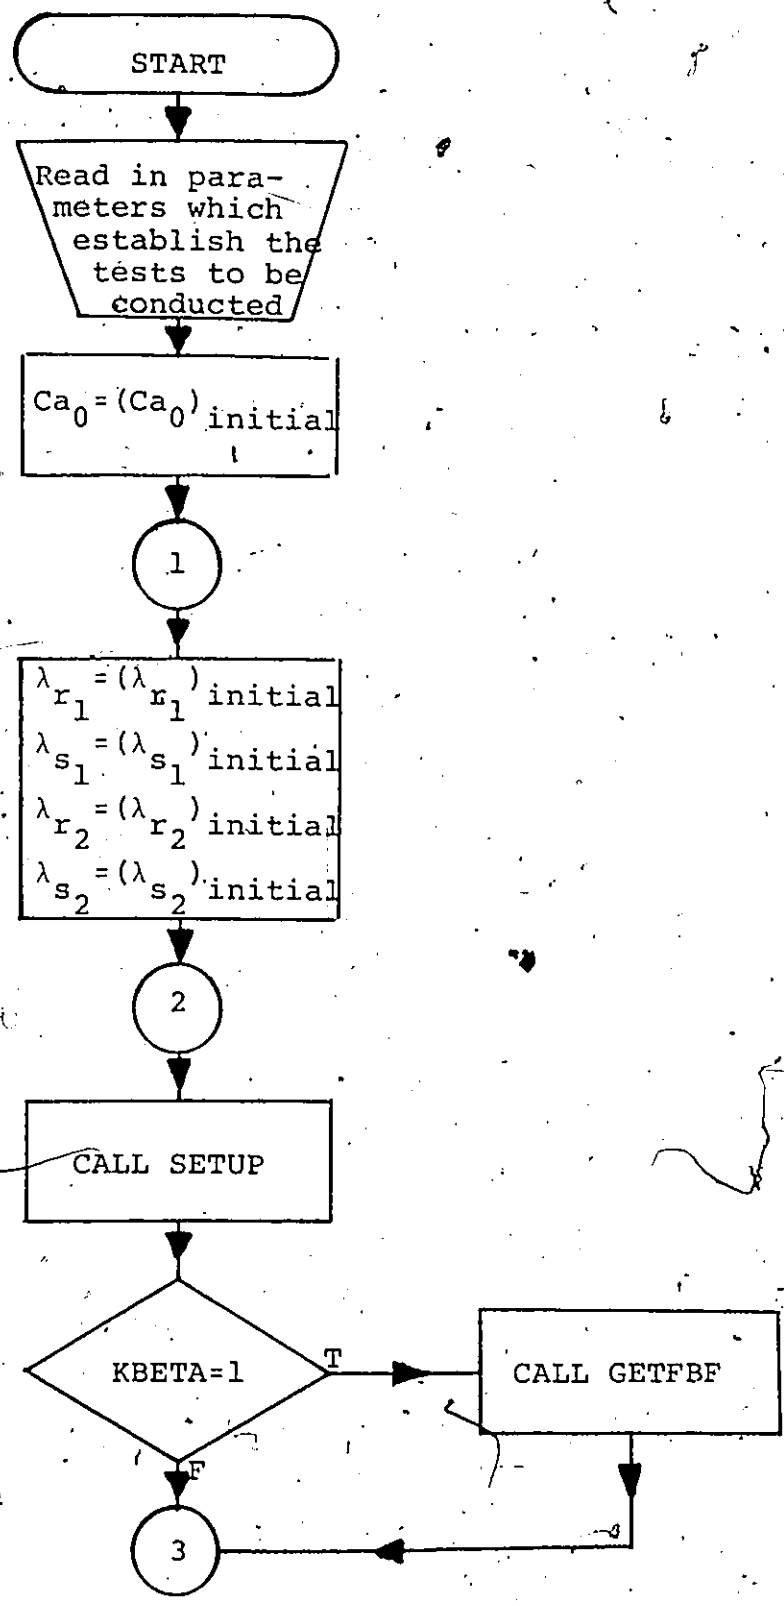 START
Read in para-
meters which
establish the
tests to be
conducted
Ca₀=(Ca₀)initial
1
λr₁=(λr₁)initial
λs₁=(λs₁)initial
λr₂=(λr₂)initial
λs₂=(λs₂)initial
2
CALL SETUP
KBETA=1
T
CALL GETFBF
F
3